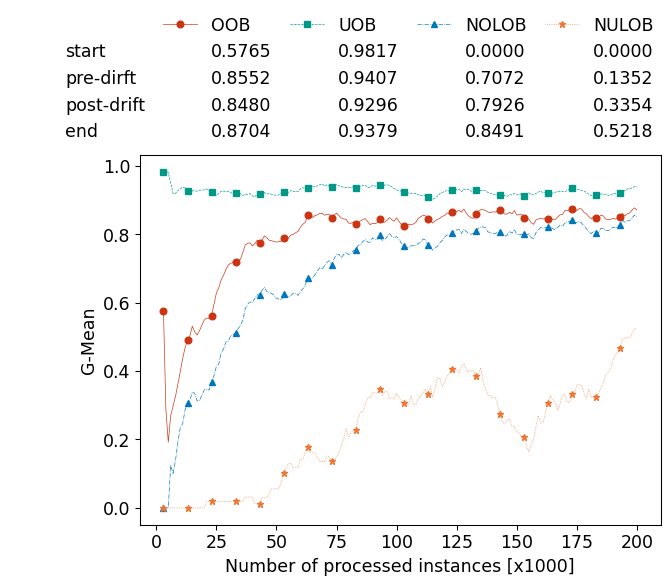 OOB UOB NOLOB NULOB
start 0.5765 0.9817 0.0000 0.0000
pre-dirft 0.8552 0.9407 0.7072 0.1352
post-drift 0.8480 0.9296 0.7926 0.3354
end 0.8704 0.9379 0.8491 0.5218
1.0
0.8
0.6
0.4
0.2
0.0
G-Mean
0 25 50 75 100 125 150 175 200
Number of processed instances [x1000]